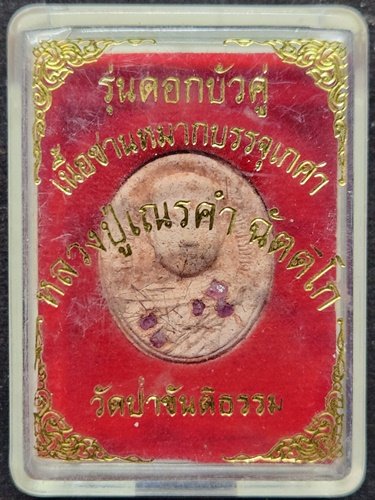 รุ่นดอกบัวคู่
เนื้อชานหมากบรรจุเกศา
หลวงปู่เณรคำ ฉัตติโก
วัดป่าขันติธรรม